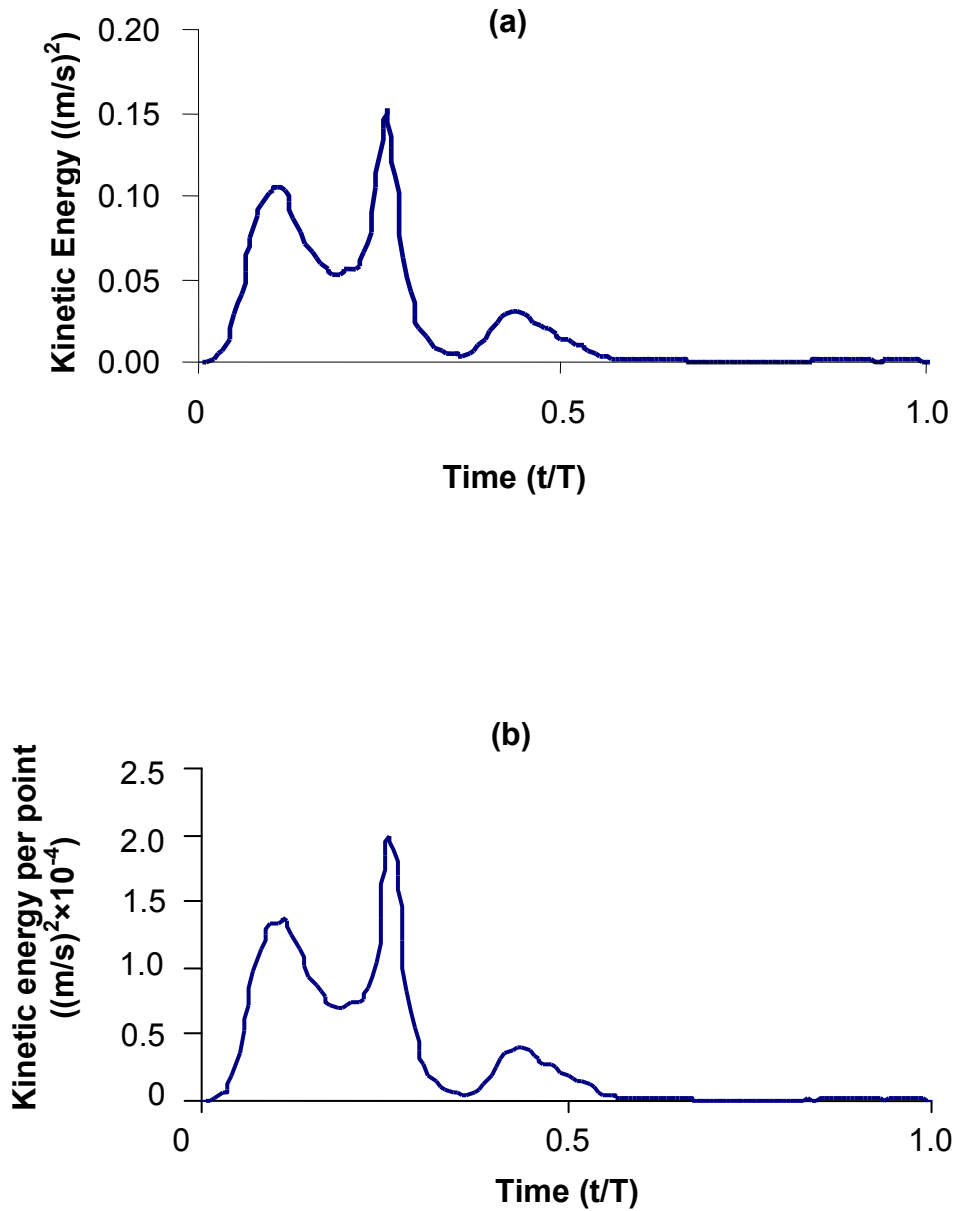 (a)
Kinetic Energy ((m/s)²)
0.20
0.15
0.10
0.05
0.00
0
0.5
1.0
Time (t/T)
(b)
Kinetic energy per point
((m/s)²×10⁻⁴)
2.5
2.0
1.5
1.0
0.5
0
0
0.5
1.0
Time (t/T)